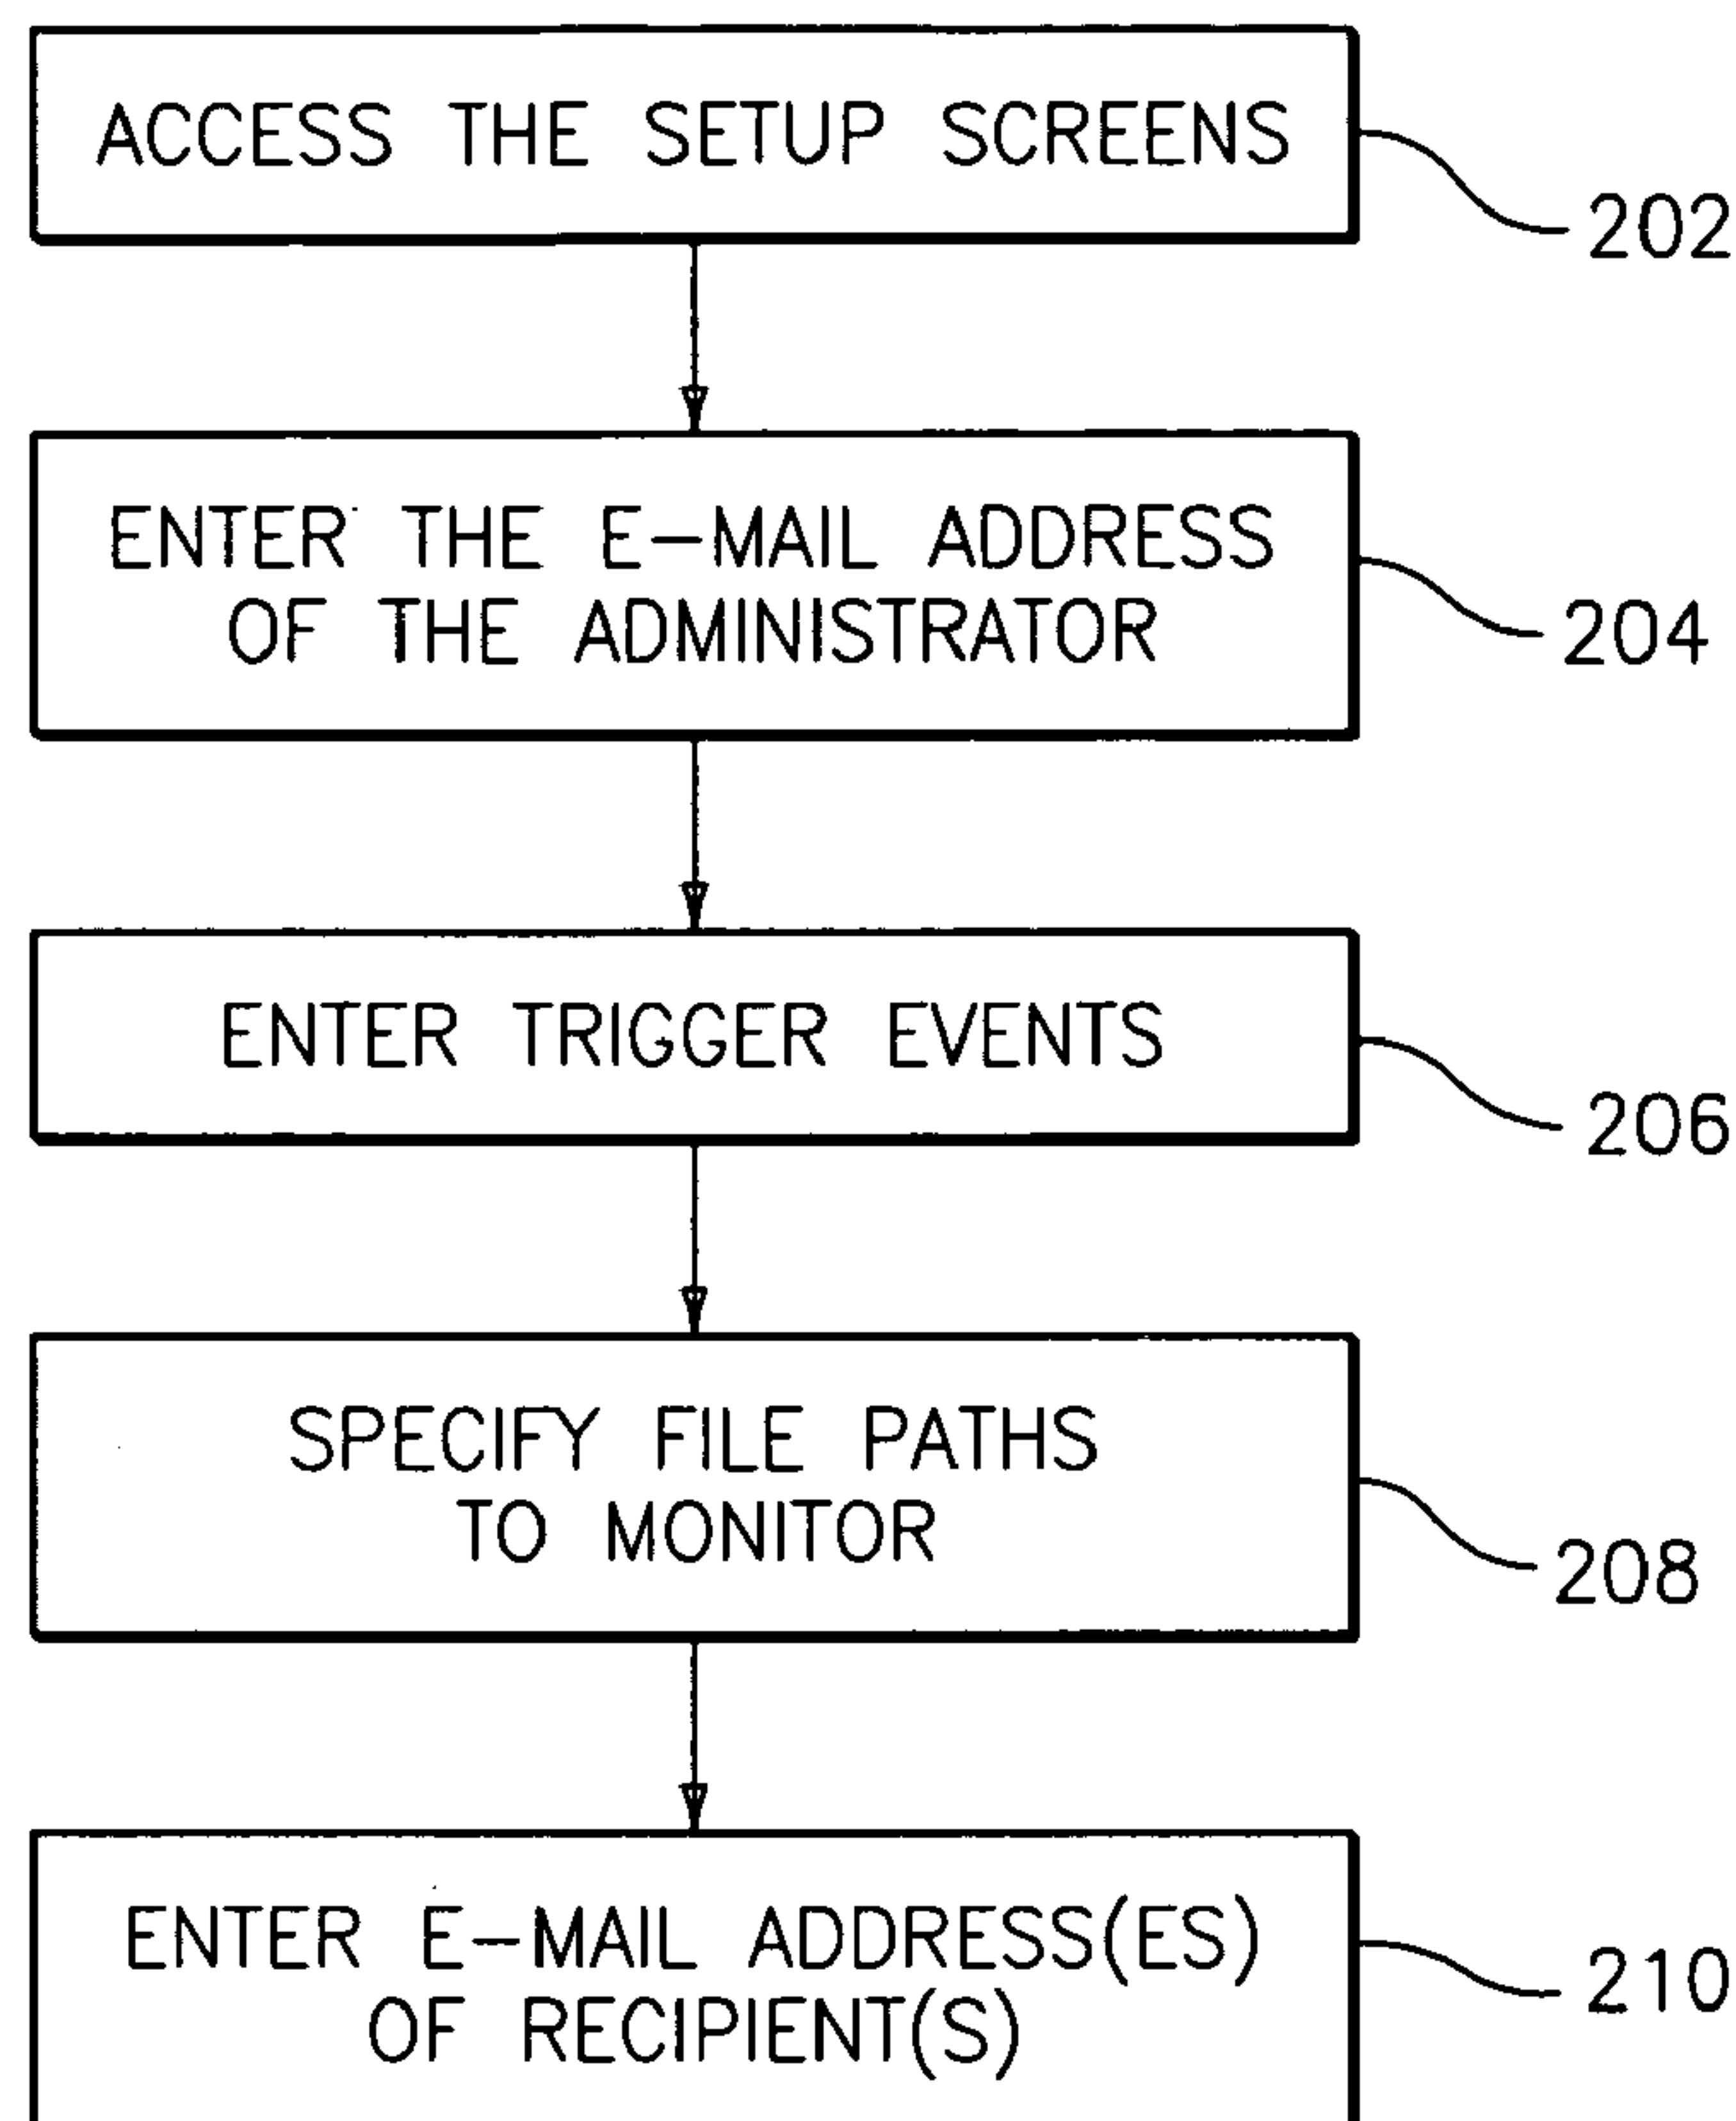 ACCESS THE SETUP SCREENS
202
ENTER THE E-MAIL ADDRESS
OF THE ADMINISTRATOR
204
ENTER TRIGGER EVENTS
206
SPECIFY FILE PATHS
TO MONITOR
208
ENTER E-MAIL ADDRESS(ES)
OF RECIPIENT(S)
210